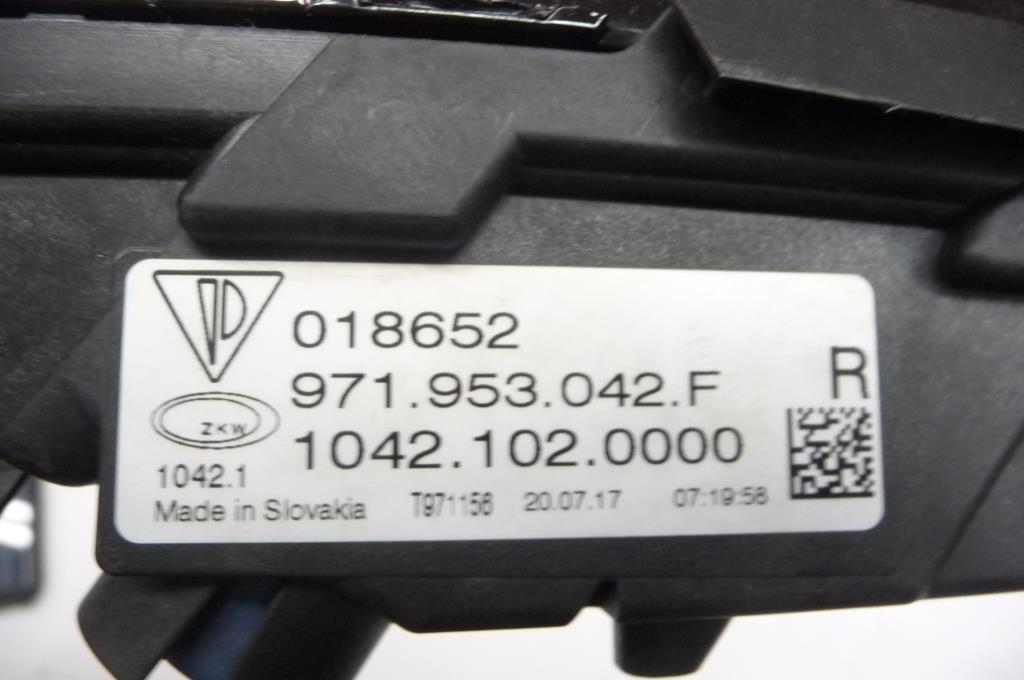 018652
971.953.042.F
R
ZKW
1042.102.0000
1042.1
Made in Slovakia T971156 20.07.17 07:19:58